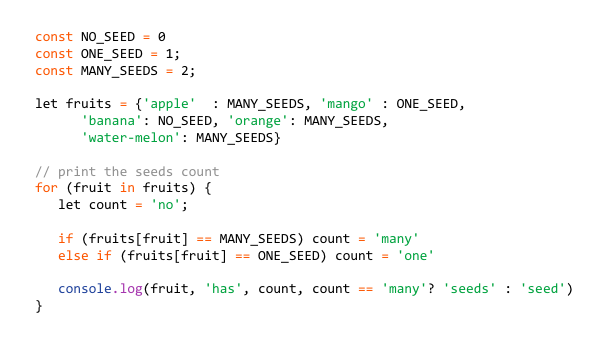 const NO_SEED = 0
const ONE_SEED = 1;
const MANY_SEEDS = 2;

let fruits = {'apple'  : MANY_SEEDS, 'mango' : ONE_SEED,
      'banana': NO_SEED, 'orange': MANY_SEEDS,
      'water-melon': MANY_SEEDS}

// print the seeds count
for (fruit in fruits) {
   let count = 'no';

   if (fruits[fruit] == MANY_SEEDS) count = 'many'
   else if (fruits[fruit] == ONE_SEED) count = 'one'

   console.log(fruit, 'has', count, count == 'many'? 'seeds' : 'seed')
}